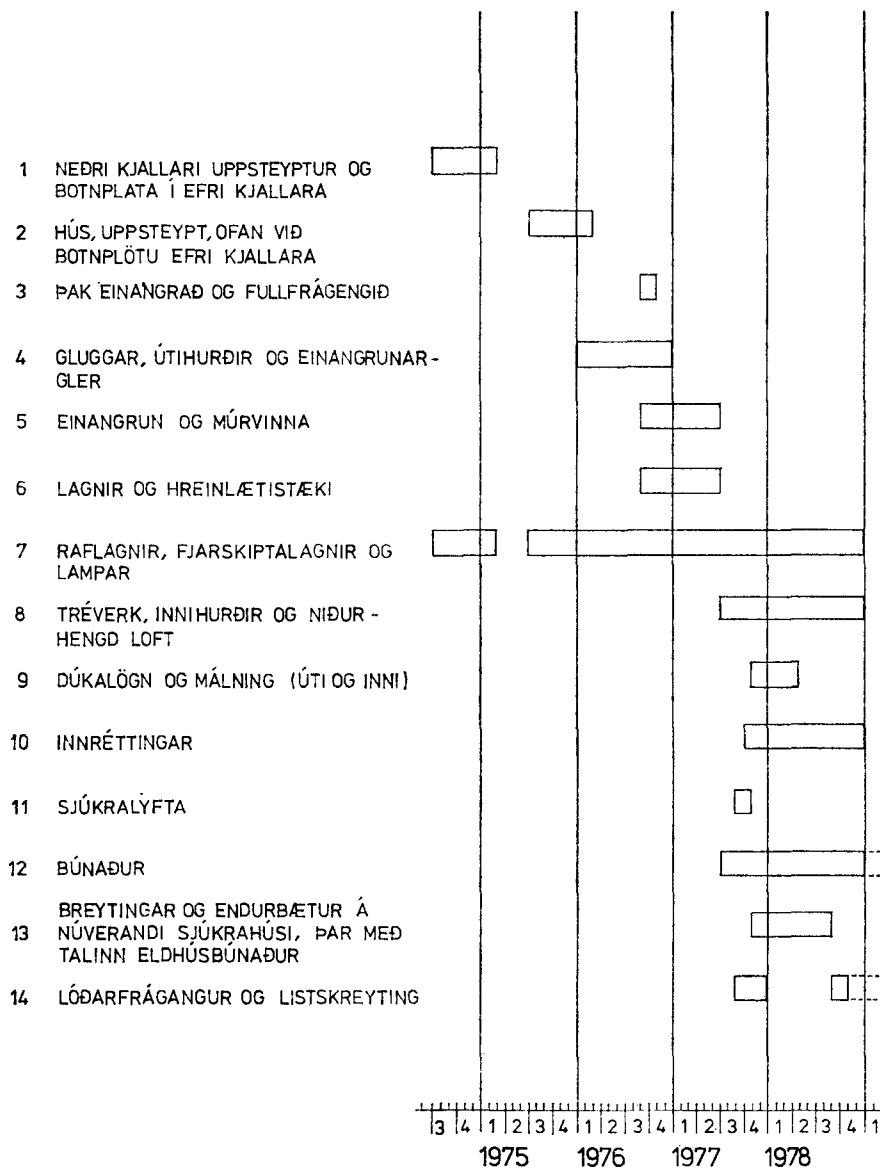 1 NEÐRI KJALLARI UPPSTEYPTUR OG
BOTNPLATA Í EFRI KJALLARA
2 HÚS, UPPSTEYPT, OFAN VIÐ
BOTNPLÖTU EFRI KJALLARA
3 ÞAK EINANGRAÐ OG FULLFRÁGENGIÐ
4 GLUGGAR, ÚTIHURÐIR OG EINANGRUNAR-
GLER
5 EINANGRUN OG MÚRVINNA
6 LAGNIR OG HREINLÆTISTÆKI
7 RAFLAGNIR, FJARSKIPTALAGNIR OG
LAMPAR
8 TRÉVERK, INNIHURÐIR OG NIÐUR-
HENGD LOFT
9 DÚKALÖGN OG MÁLNING (ÚTI OG INNI)
10 INNRÉTTINGAR
11 SJÚKRALYFTA
12 BÚNAÐUR
BREYTINGAR OG ENDURBÆTUR Á
13 NÚVERANDI SJÚKRAHÚSI, ÞAR MEÐ
TALINN ELDHÚSBÚNAÐUR
14 LÓÐARFRÁGANGUR OG LISTSKREYTING
3 4 1 2 3 4 1 2 3 4 1 2 3 4 1 2 3 4 1
1975 1976 1977 1978